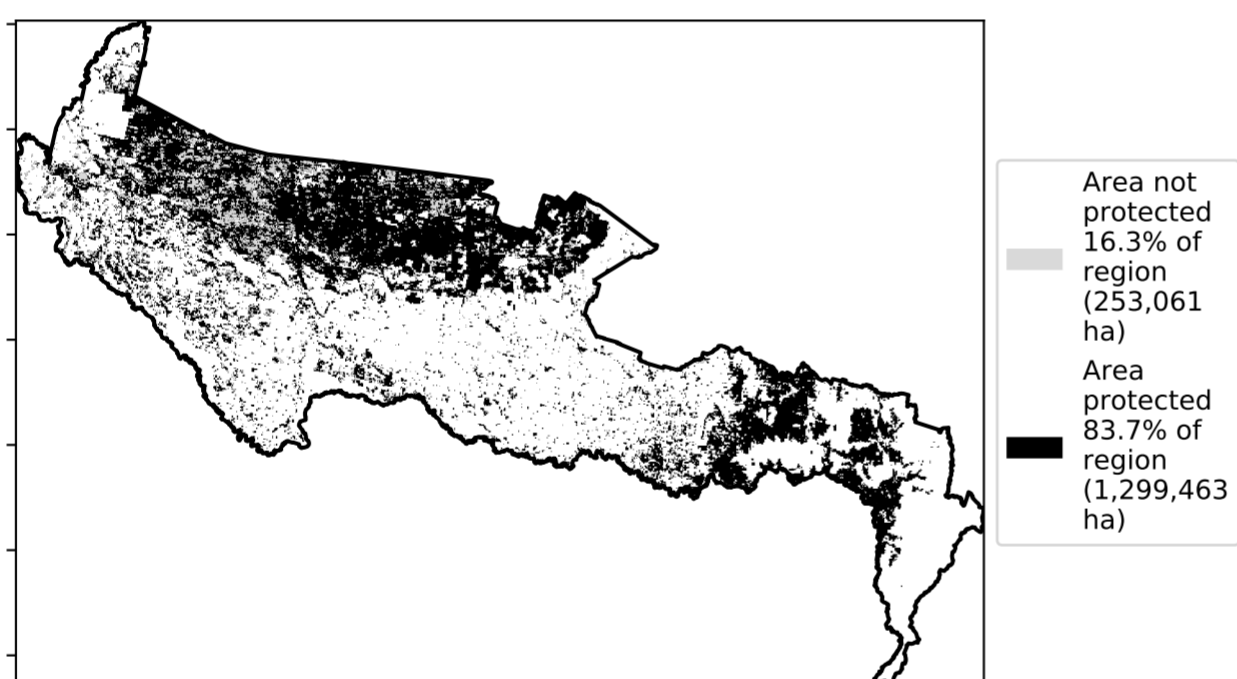 Area not
protected
16.3% of
region
(253,061
ha)
Area
protected
83.7% of
region
(1,299,463
ha)